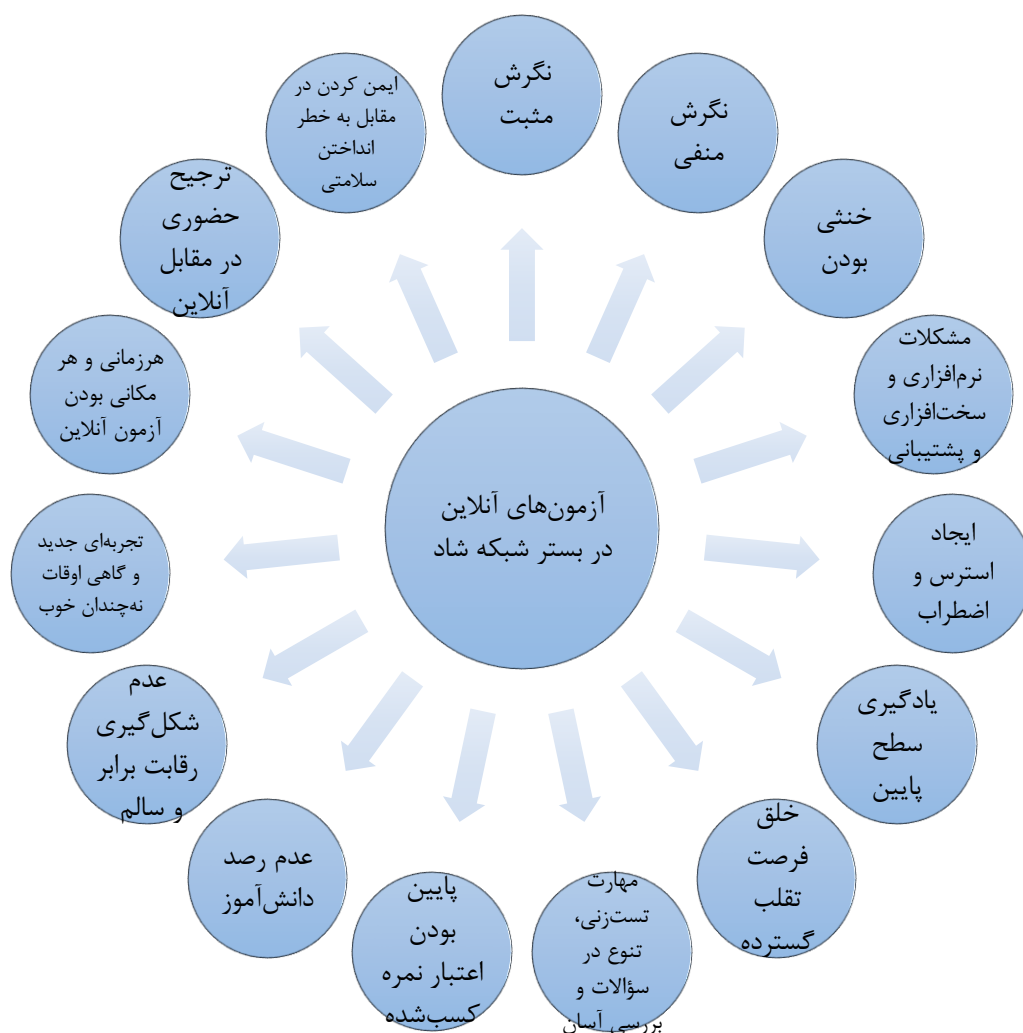 آزمون‌های آنلاین
در بستر شبکه شاد
نگرش
مثبت
نگرش
منفی
خنثی
بودن
مشکلات
نرم‌افزاری و
سخت‌افزاری
و پشتیبانی
ایجاد
استرس و
اضطراب
یادگیری
سطح
پایین
خلق
فرصت
تقلب
گسترده
مهارت
تست‌زنی،
تنوع در
سؤالات و
بررسی آسان
پایین
بودن
اعتبار نمره
کسب‌شده
عدم رصد
دانش‌آموز
عدم
شکل‌گیری
رقابت برابر
و سالم
تجربه‌ای جدید
و گاهی اوقات
نه‌چندان خوب
هرزمانی و هر
مکانی بودن
آزمون آنلاین
ترجیح
حضوری
در مقابل
آنلاین
ایمن کردن در
مقابل به خطر
انداختن
سلامتی